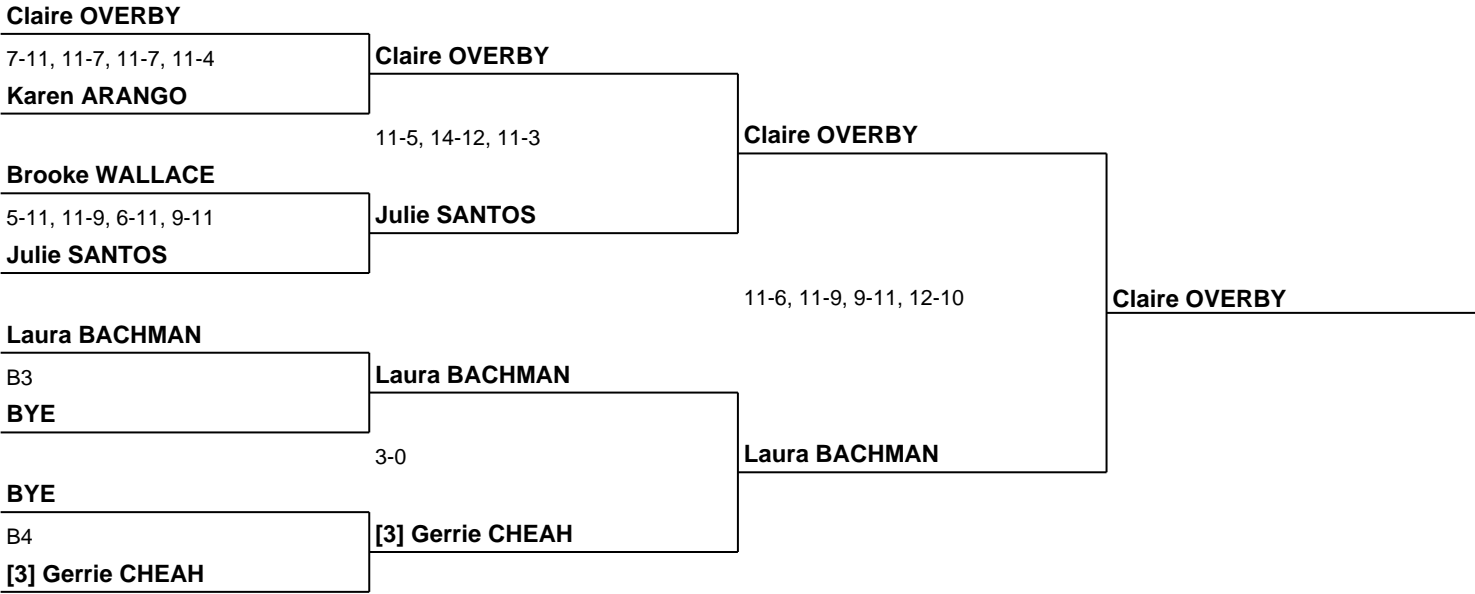 Claire OVERBY
7-11, 11-7, 11-7, 11-4
Karen ARANGO
Brooke WALLACE
5-11, 11-9, 6-11, 9-11
Julie SANTOS
Laura BACHMAN
B3
BYE
BYE
B4
[3] Gerrie CHEAH
Claire OVERBY
11-5, 14-12, 11-3
Julie SANTOS
Laura BACHMAN
3-0
[3] Gerrie CHEAH
Claire OVERBY
11-6, 11-9, 9-11, 12-10
Laura BACHMAN
Claire OVERBY